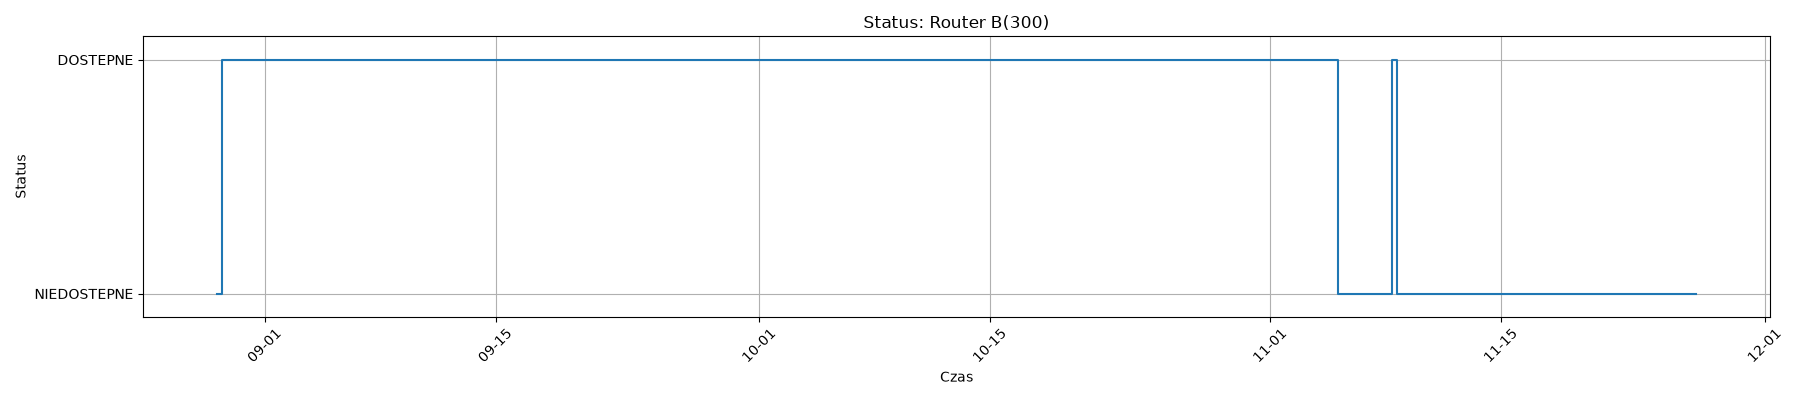 Status: Router B(300)
DOSTEPNE
Status
NIEDOSTEPNE
09-01
09-15
10-01
10-15
11-01
11-15
12-01
Czas